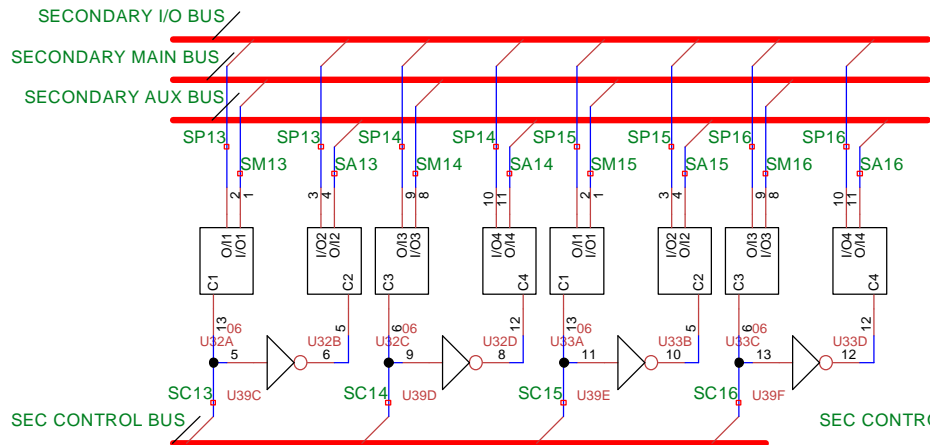 SECONDARY I/O BUS
SECONDARY MAIN BUS
SECONDARY AUX BUS
SP13 SP13 SP14 SP14 SP15 SP15 SP16 SP16
SM13 SA13 SM14 SA14 SM15 SA15 SM16 SA16
2 1 3 4 9 8 10 11 2 1 3 4 9 8 10 11
O/I1 I/O1 I/O2 O/I2 O/I3 I/O3 I/O4 O/I4 O/I1 I/O1 I/O2 O/I2 O/I3 I/O3 I/O4 O/I4
C1 C2 C3 C4 C1 C2 C3 C4
13 5 6 12 13 5 6 12
06 06 06 06
U32A U32B U32C U32D U33A U33B U33C U33D
5 6 9 8 11 10 13 12
SC13 U39C SC14 U39D SC15 U39E SC16 U39F
SEC CONTROL BUS SEC CONTRO